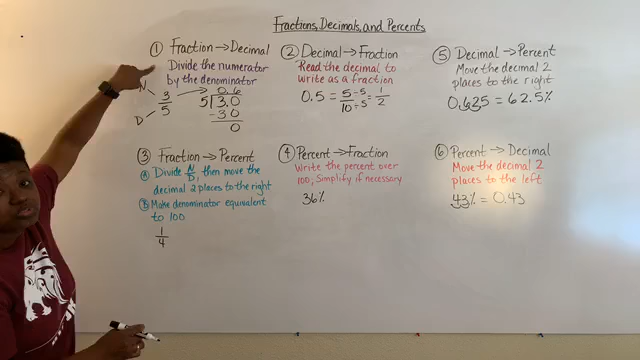 Fractions, Decimals, and Percents
① Fraction → Decimal
Divide the numerator
by the denominator
N
D
3/5
→ 0.6
5 3.0
-30
0
② Decimal → Fraction
Read the decimal to
write as a fraction
0.5 = 5/10 ÷5/÷5 = 1/2
⑤ Decimal → Percent
Move the decimal 2
places to the right
0.625 = 62.5%
③ Fraction → Percent
Ⓐ Divide N/D, then move the
decimal 2 places to the right
Ⓑ Make denominator equivalent
to 100
1/4
④ Percent → Fraction
Write the percent over
100; Simplify if necessary
36%
⑥ Percent → Decimal
Move the decimal 2
places to the left
43% = 0.43